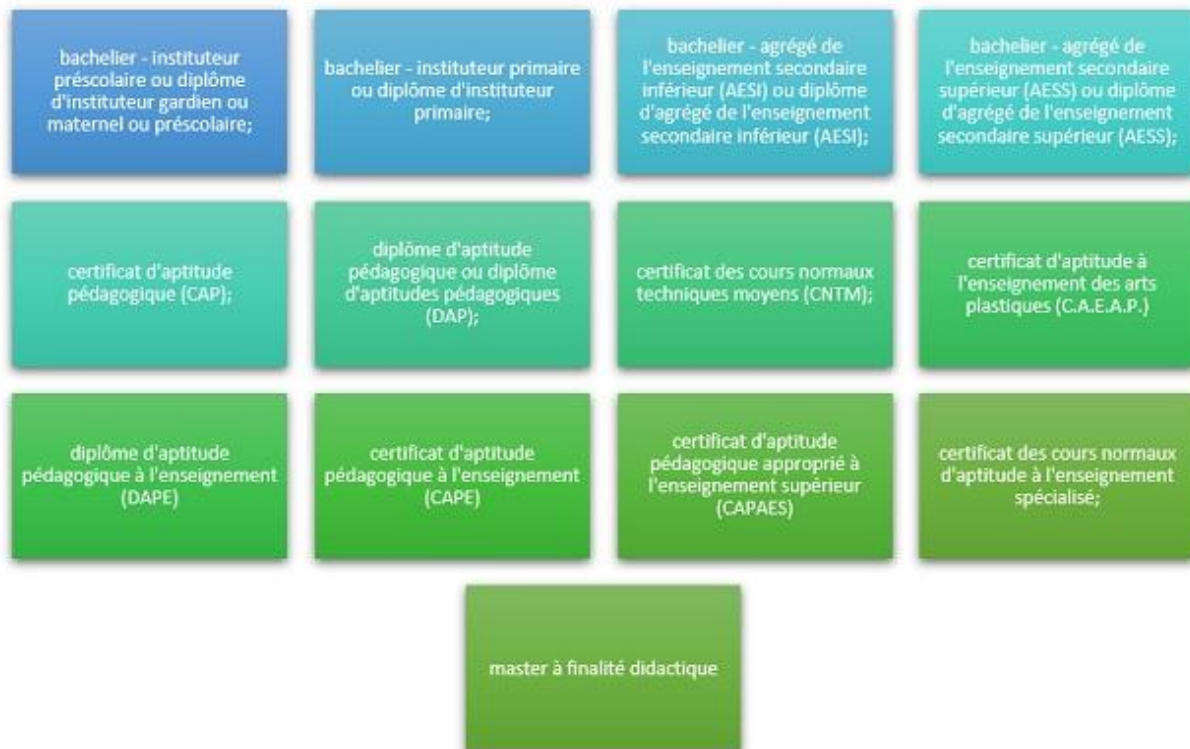 bachelier - instituteur
préscolaire ou diplôme
d'instituteur gardien ou
maternel ou préscolaire;
bachelier - instituteur primaire
ou diplôme d'instituteur
primaire;
bachelier - agrégé de
l'enseignement secondaire
inférieur (AESI) ou diplôme
d'agrégé de l'enseignement
secondaire inférieur (AESI);
bachelier - agrégé de
l'enseignement secondaire
supérieur (AESS) ou diplôme
d'agrégé de l'enseignement
secondaire supérieur (AESS);
certificat d'aptitude
pédagogique (CAP);
diplôme d'aptitude
pédagogique ou diplôme
d'aptitudes pédagogiques
(DAP);
certificat des cours normaux
techniques moyens (CNTM);
certificat d'aptitude à
l'enseignement des arts
plastiques (C.A.E.A.P.)
diplôme d'aptitude
pédagogique à l'enseignement
(DAPE)
certificat d'aptitude
pédagogique à l'enseignement
(CAPE)
certificat d'aptitude
pédagogique approprié à
l'enseignement supérieur
(CAPAES)
certificat des cours normaux
d'aptitude à l'enseignement
spécialisé;
master à finalité didactique